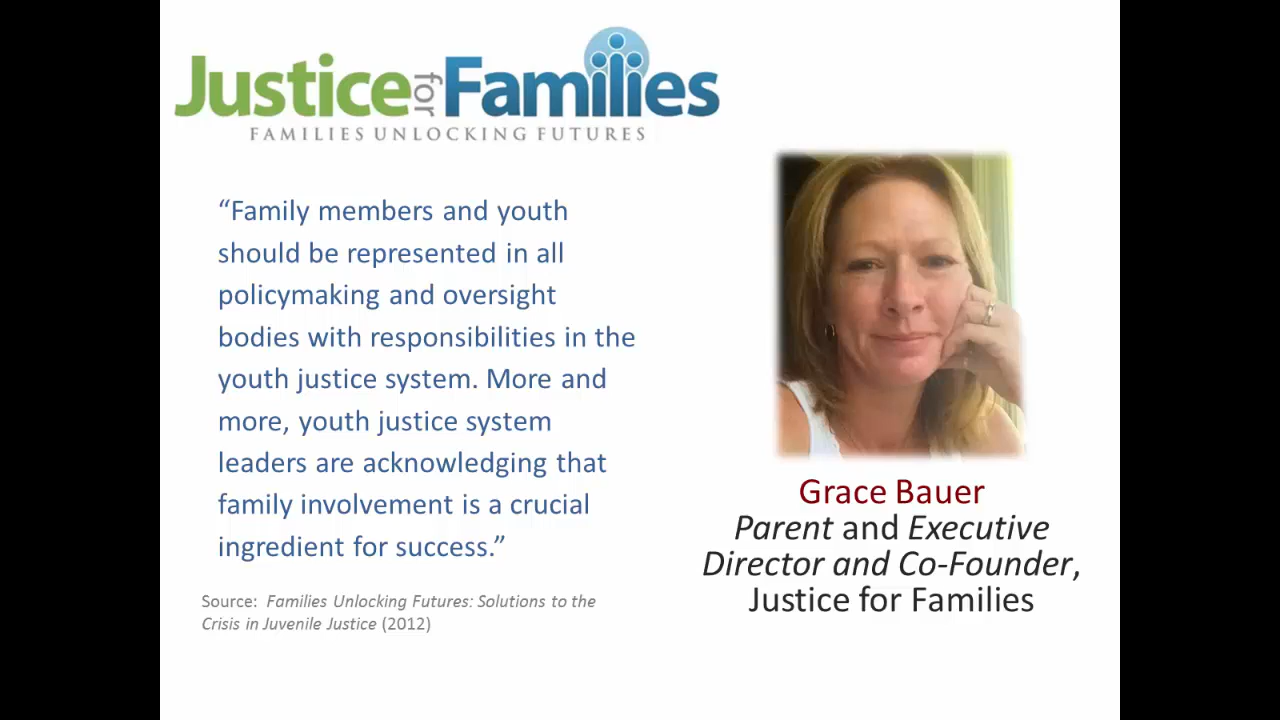 Justice for Families
FAMILIES UNLOCKING FUTURES
“Family members and youth
should be represented in all
policymaking and oversight
bodies with responsibilities in the
youth justice system. More and
more, youth justice system
leaders are acknowledging that
family involvement is a crucial
ingredient for success.”
Source: Families Unlocking Futures: Solutions to the
Crisis in Juvenile Justice (2012)
Grace Bauer
Parent and Executive
Director and Co-Founder,
Justice for Families